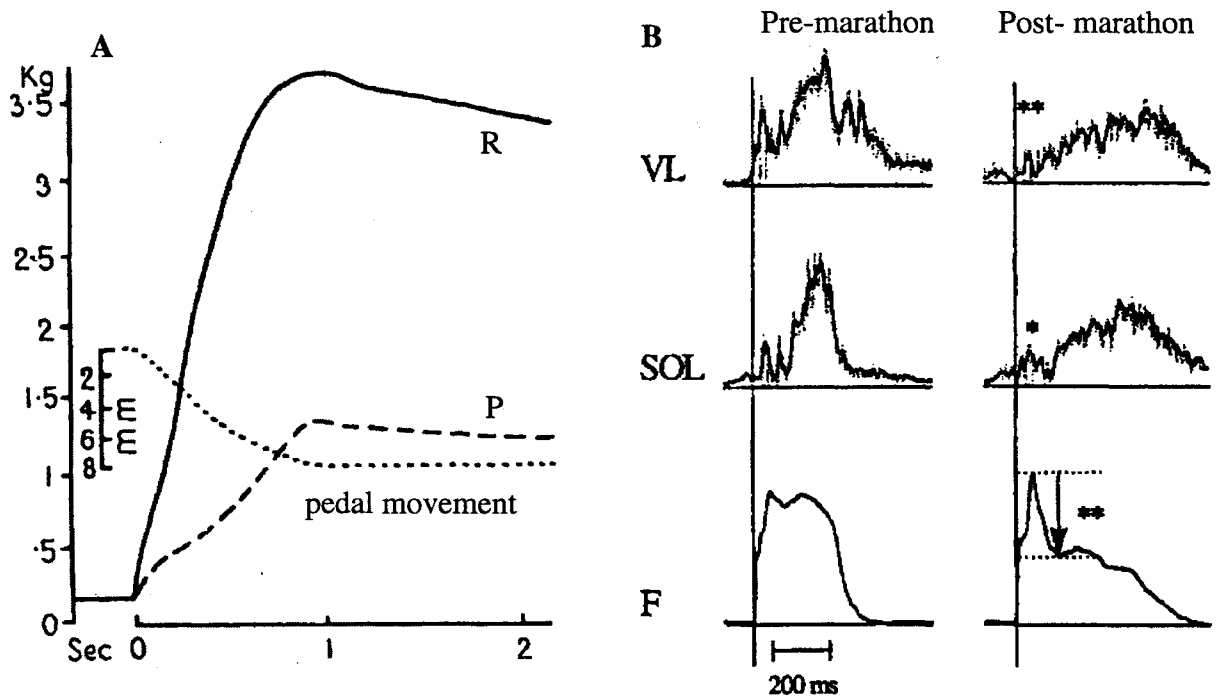 A
Kg
3·5
3
2·5
2
1·5
1
·5
0
2
4
6
8
mm
R
P
pedal movement
Sec 0 1 2
B
Pre-marathon
Post- marathon
VL
**
SOL
*
F
**
200 ms